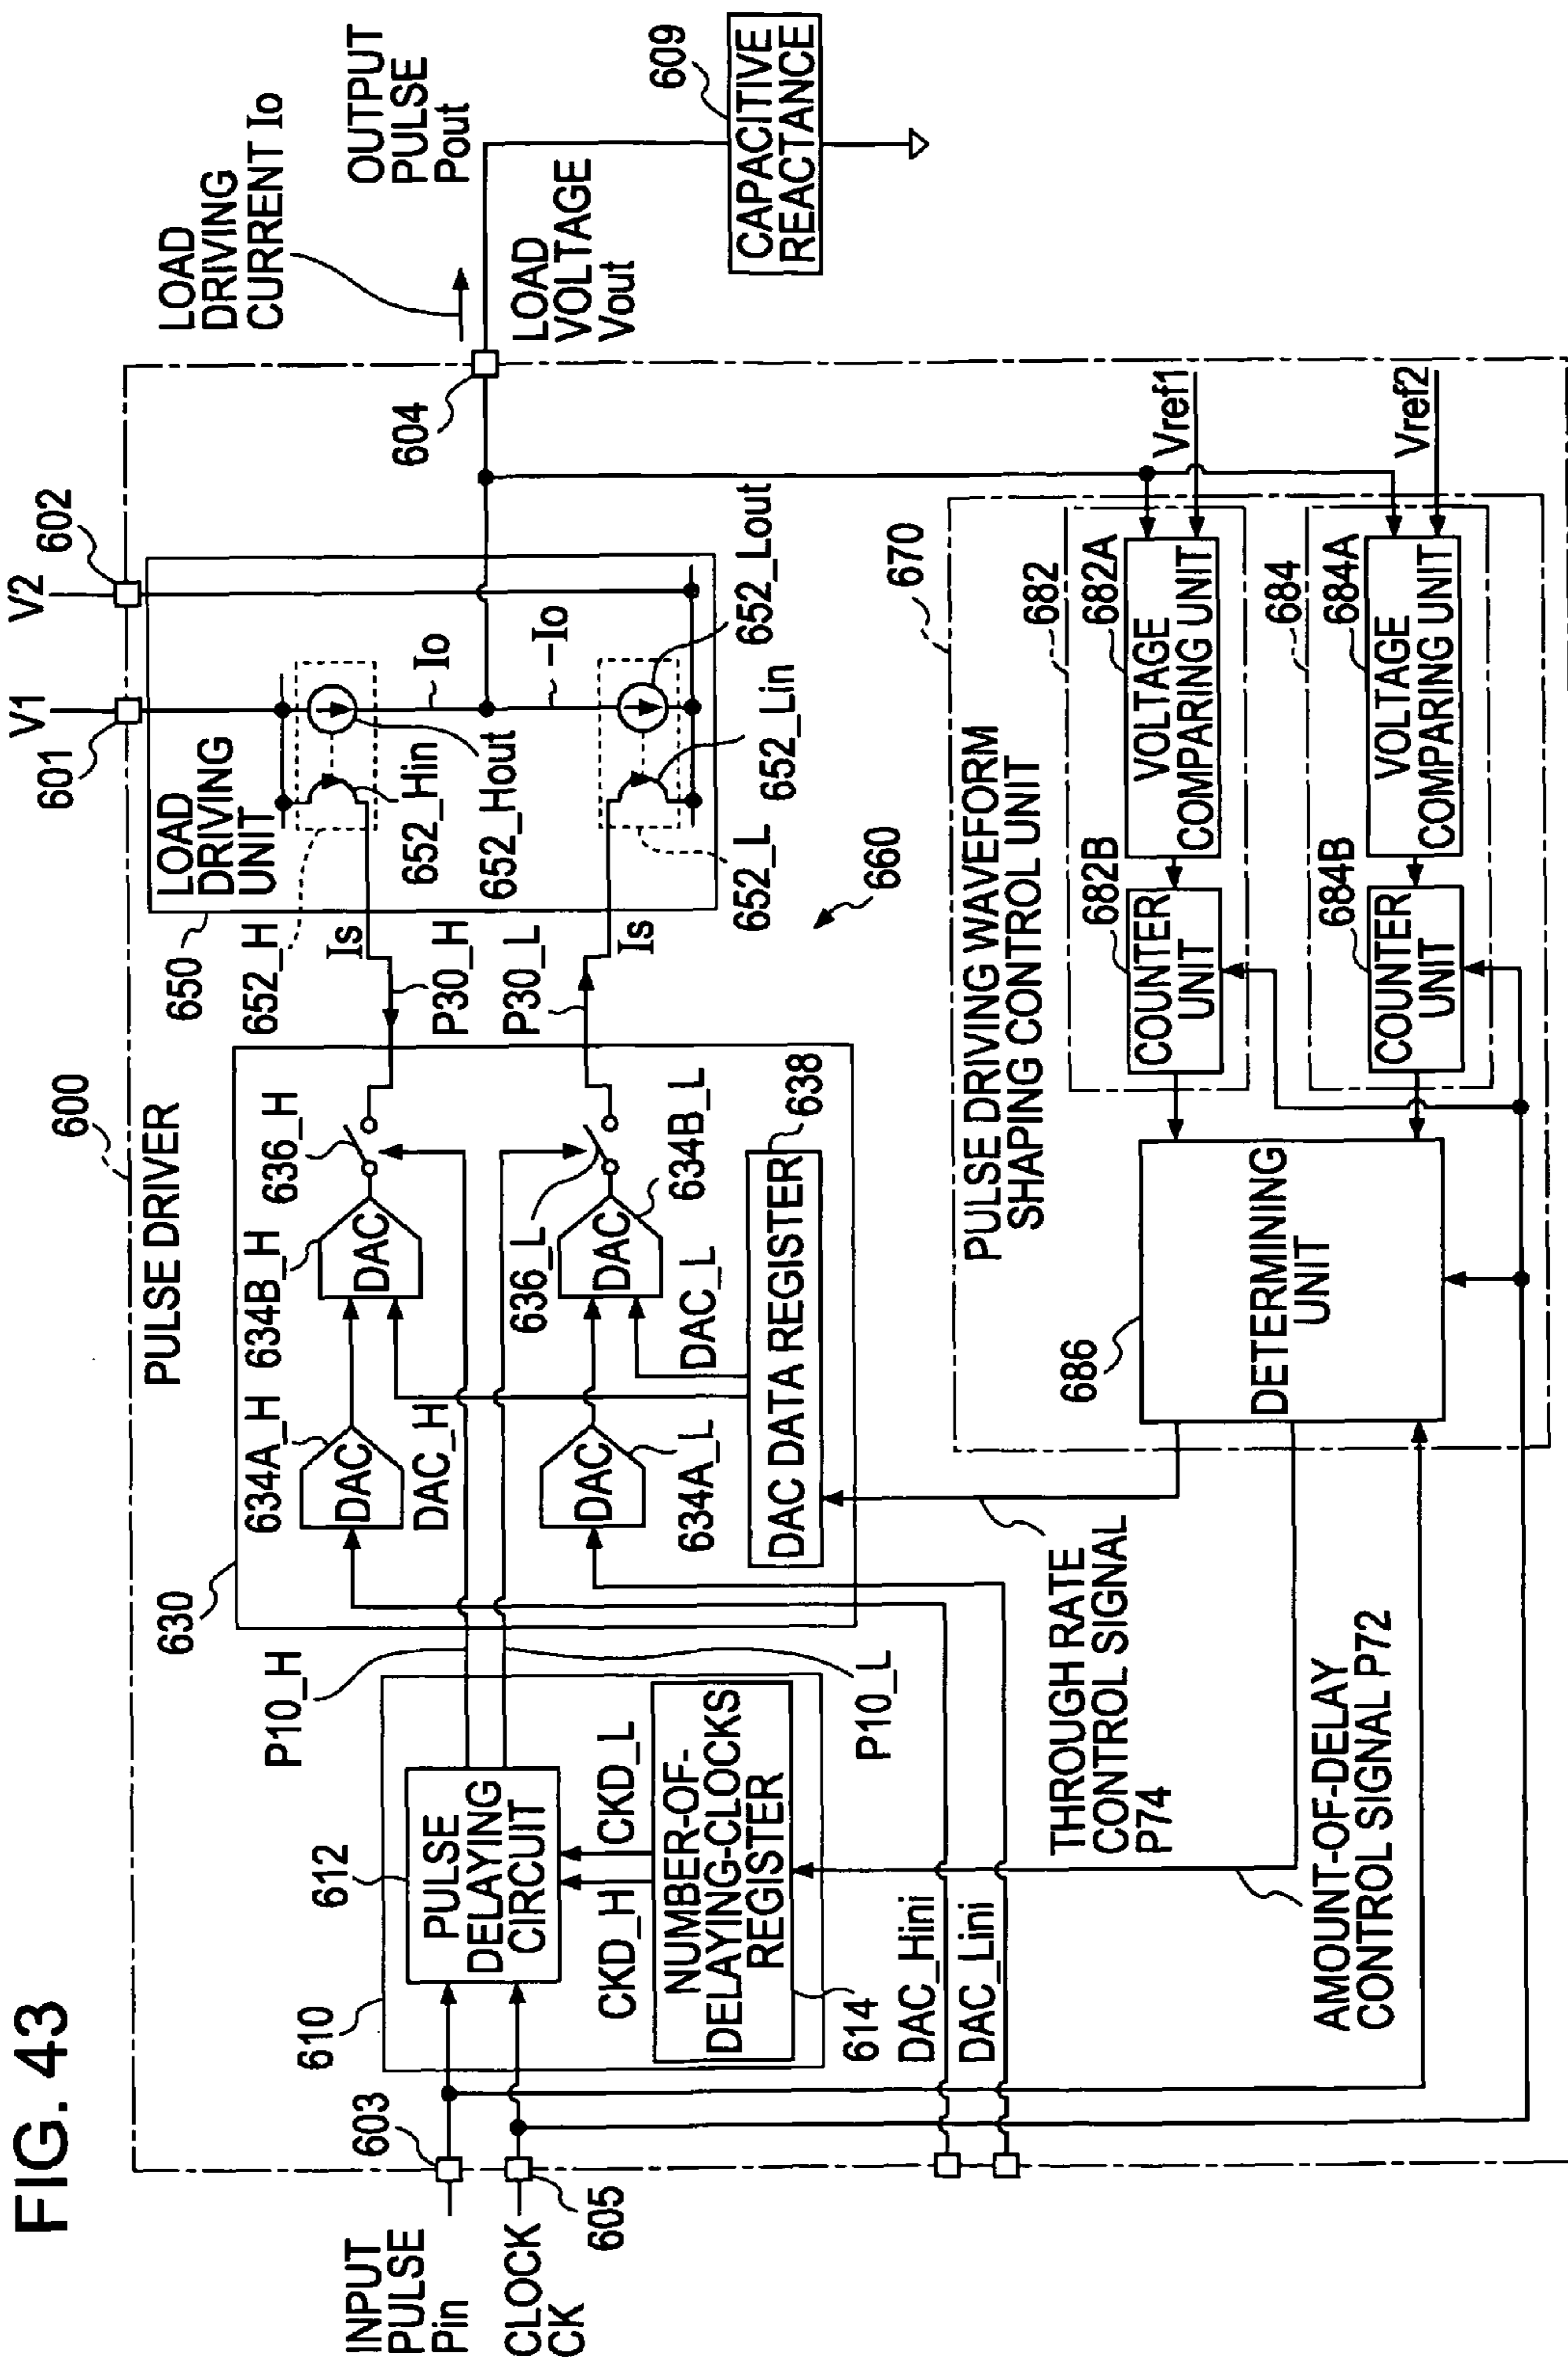 FIG. 43
600
PULSE DRIVER
INPUT
PULSE
Pin
603
CLOCK
CK
605
610
612
PULSE
DELAYING
CIRCUIT
CKD_H
CKD_L
NUMBER-OF-
DELAYING-CLOCKS
REGISTER
614
P10_H
P10_L
DAC_Hini
DAC_Lini
630
634A_H
634B_H
636_H
DAC
DAC
DAC_H
DAC
DAC
634A_L
636_L
634B_L
DAC_L
DAC DATA REGISTER
638
P30_H
P30_L
Is
Is
650
LOAD
DRIVING
UNIT
652_H
652_Hin
652_Hout
652_L
652_Lin
652_Lout
Io
-Io
601
V1
602
V2
604
LOAD
DRIVING
CURRENT Io
OUTPUT
PULSE
Pout
LOAD
VOLTAGE
Vout
609
CAPACITIVE
REACTANCE
660
670
PULSE DRIVING WAVEFORM
SHAPING CONTROL UNIT
682
682A
VOLTAGE
COMPARING UNIT
Vref1
682B
COUNTER
UNIT
684
684A
VOLTAGE
COMPARING UNIT
Vref2
684B
COUNTER
UNIT
686
DETERMINING
UNIT
THROUGH RATE
CONTROL SIGNAL
P74
AMOUNT-OF-DELAY
CONTROL SIGNAL P72